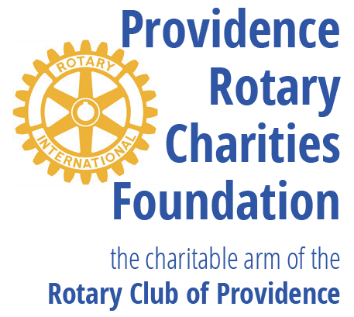 Providence
Rotary
Charities
Foundation
ROTARY
INTERNATIONAL
the charitable arm of the
Rotary Club of Providence